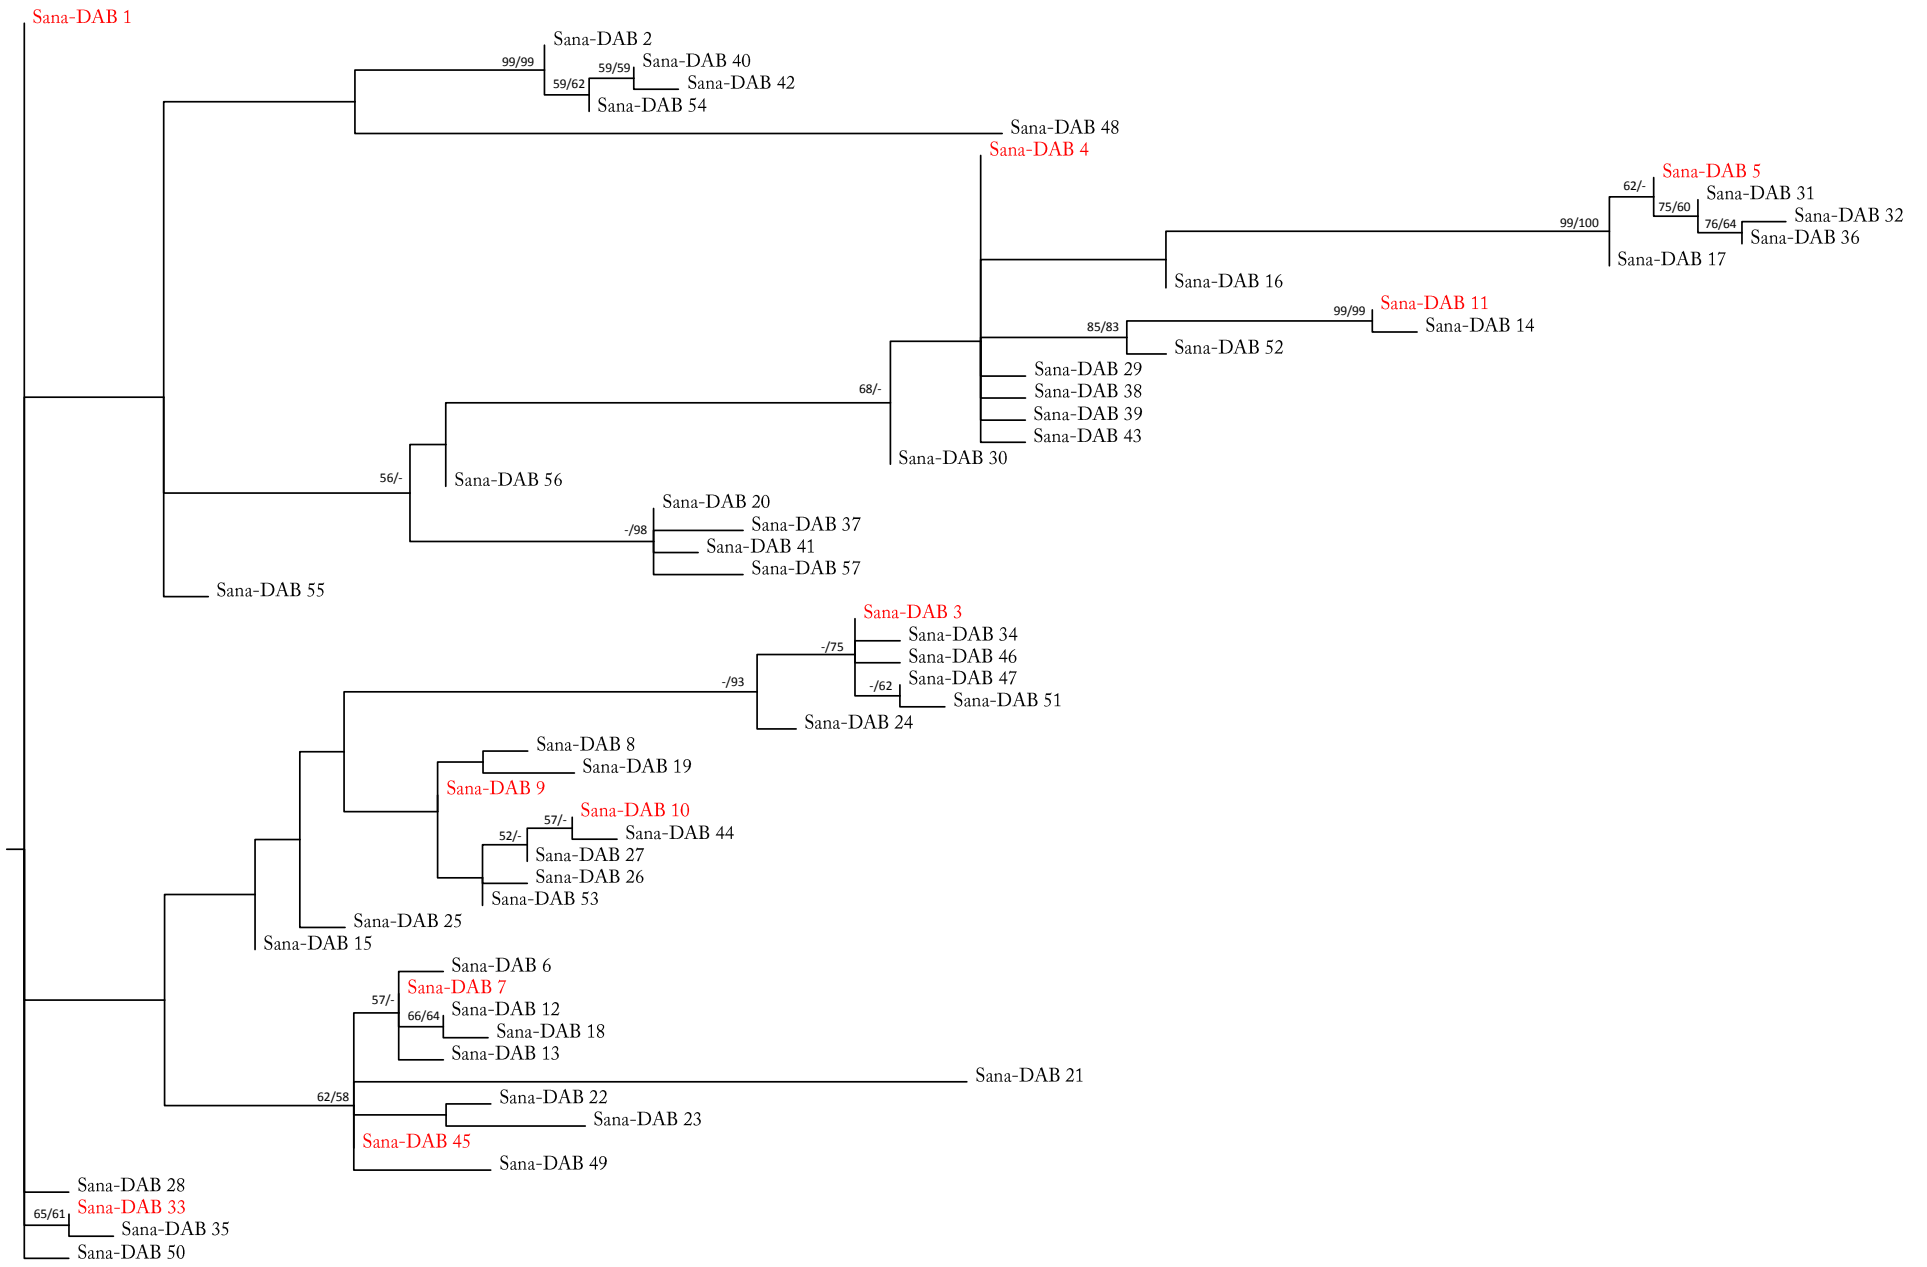 Sana-DAB 1
Sana-DAB 2
99/99
Sana-DAB 40
59/59
Sana-DAB 42
59/62
Sana-DAB 54
Sana-DAB 48
Sana-DAB 4
Sana-DAB 5
62/-
Sana-DAB 31
75/60
Sana-DAB 32
76/64
Sana-DAB 36
99/100
Sana-DAB 17
Sana-DAB 16
Sana-DAB 11
99/99
Sana-DAB 14
85/83
Sana-DAB 52
Sana-DAB 29
Sana-DAB 38
68/-
Sana-DAB 39
Sana-DAB 43
Sana-DAB 30
56/-
Sana-DAB 56
Sana-DAB 20
Sana-DAB 37
-/98
Sana-DAB 41
Sana-DAB 57
Sana-DAB 55
Sana-DAB 3
Sana-DAB 34
-/75
Sana-DAB 46
Sana-DAB 47
-/93
-/62
Sana-DAB 51
Sana-DAB 24
Sana-DAB 8
Sana-DAB 19
Sana-DAB 9
Sana-DAB 10
57/-
Sana-DAB 44
52/-
Sana-DAB 27
Sana-DAB 26
Sana-DAB 53
Sana-DAB 25
Sana-DAB 15
Sana-DAB 6
Sana-DAB 7
57/-
Sana-DAB 12
66/64
Sana-DAB 18
Sana-DAB 13
Sana-DAB 21
62/58
Sana-DAB 22
Sana-DAB 23
Sana-DAB 45
Sana-DAB 49
Sana-DAB 28
Sana-DAB 33
65/61
Sana-DAB 35
Sana-DAB 50